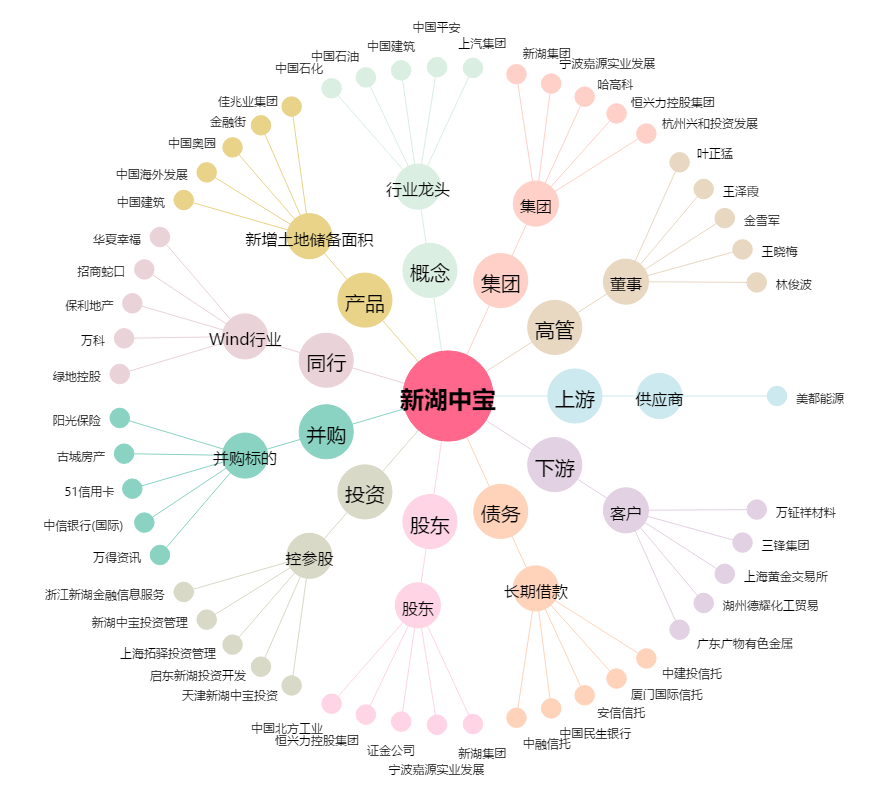 新湖中宝
概念
行业龙头
中国石化
中国石油
中国建筑
中国平安
上汽集团
集团
集团
新湖集团
宁波嘉源实业发展
哈高科
恒兴力控股集团
杭州兴和投资发展
高管
董事
叶正猛
王泽霞
金雪军
王晓梅
林俊波
上游
供应商
美都能源
下游
客户
万钲祥材料
三锋集团
上海黄金交易所
湖州德耀化工贸易
广东广物有色金属
债务
长期借款
中建投信托
厦门国际信托
安信信托
中国民生银行
中融信托
股东
股东
新湖集团
宁波嘉源实业发展
证金公司
恒兴力控股集团
中国北方工业
投资
控参股
天津新湖中宝投资
启东新湖投资开发
上海拓驿投资管理
新湖中宝投资管理
浙江新湖金融信息服务
并购
并购标的
万得资讯
中信银行(国际)
51信用卡
古城房产
阳光保险
同行
Wind行业
绿地控股
万科
保利地产
招商蛇口
华夏幸福
产品
新增土地储备面积
中国建筑
中国海外发展
中国奥园
金融街
佳兆业集团